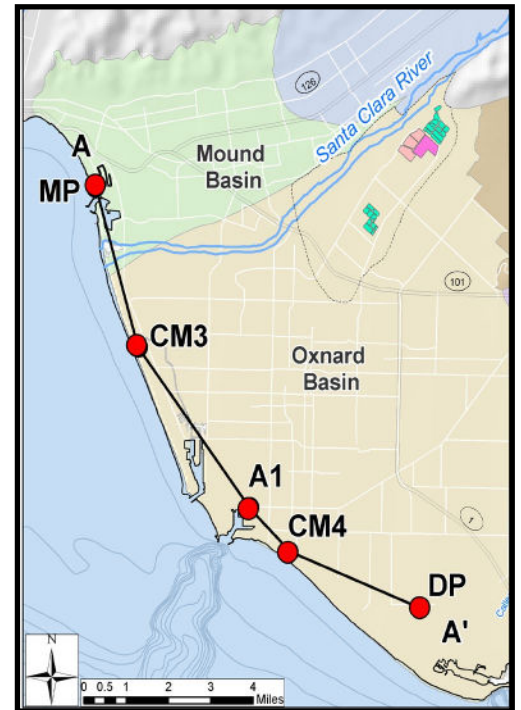 126
Santa Clara River
A
Mound
Basin
MP
101
CM3
Oxnard
Basin
A1
CM4
1
DP
A'
N
0 0.5 1 2 3 4
Miles